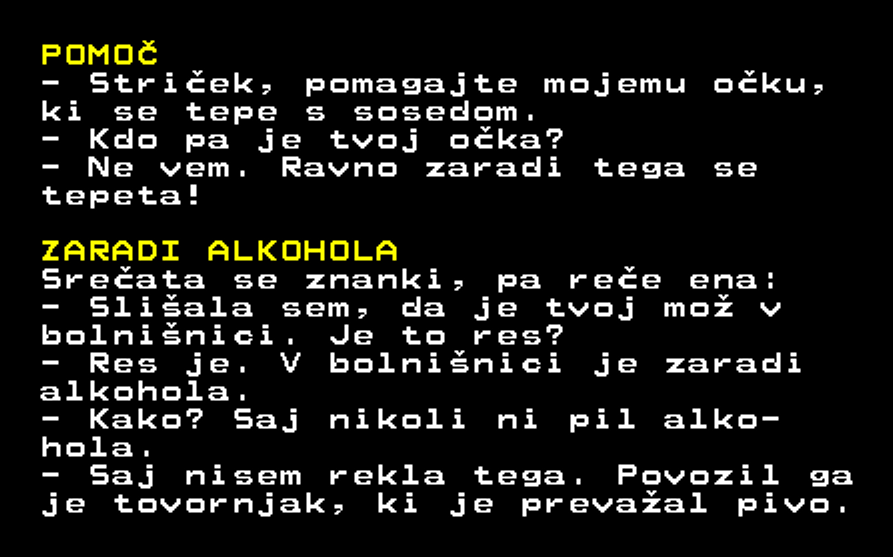 POMOČ
- Striček, pomagajte mojemu očku,
ki se tepe s sosedom.
- Kdo pa je tvoj očka?
- Ne vem. Ravno zaradi tega se
tepeta!
ZARADI ALKOHOLA
Srečata se znanki, pa reče ena:
- Slišala sem, da je tvoj mož v
bolnišnici. Je to res?
- Res je. V bolnišnici je zaradi
alkohola.
- Kako? Saj nikoli ni pil alko-
hola.
- Saj nisem rekla tega. Povozil ga
je tovornjak, ki je prevažal pivo.